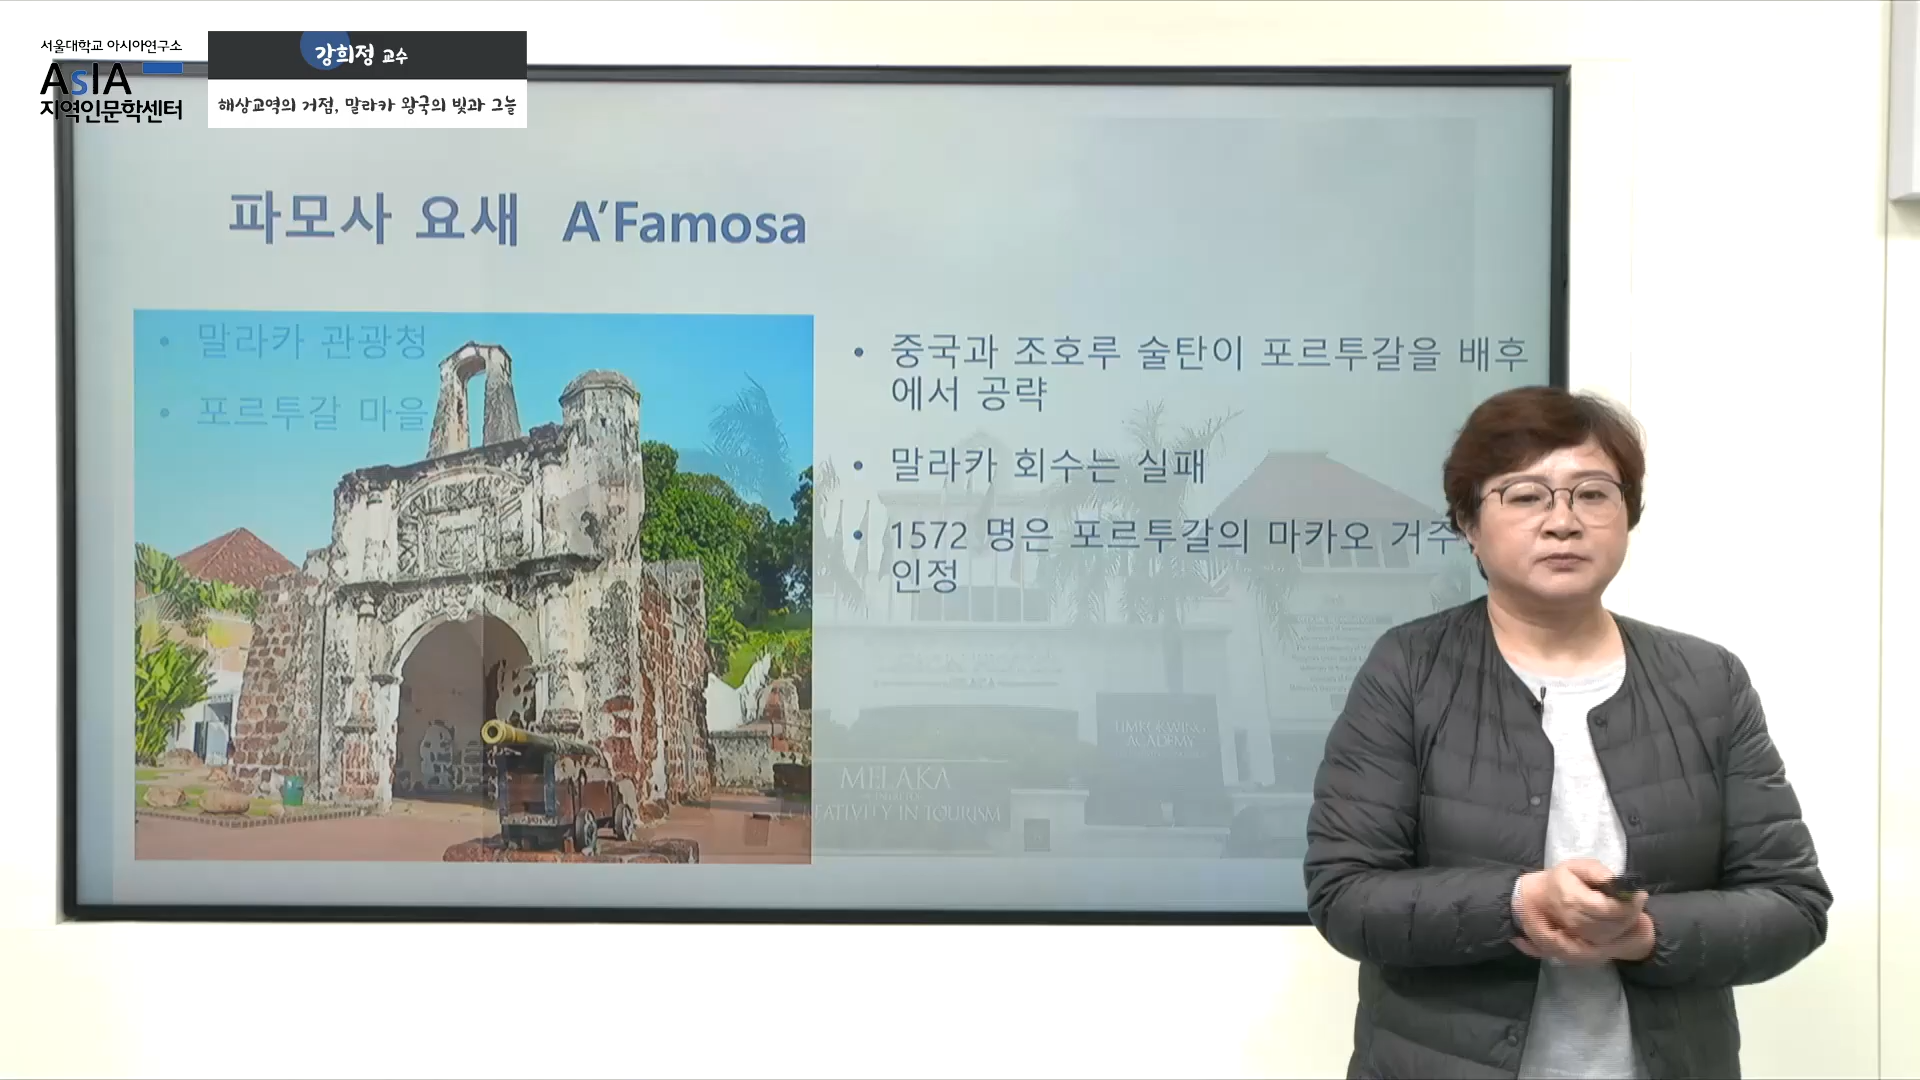 서울대학교 아시아연구소
AsIA
지역인문학센터
강희정 교수
해상교역의 거점, 말라카 왕국의 빛과 그늘
파모사 요새 A'Famosa
• 말라카 관광청
• 포르투갈 마을
• 중국과 조호루 술탄이 포르투갈을 배후
에서 공략
• 말라카 회수는 실패
• 1572 명은 포르투갈의 마카오 거주
인정
LIMKOKWING
ACADEMY
MELAKA
IN TOURISM